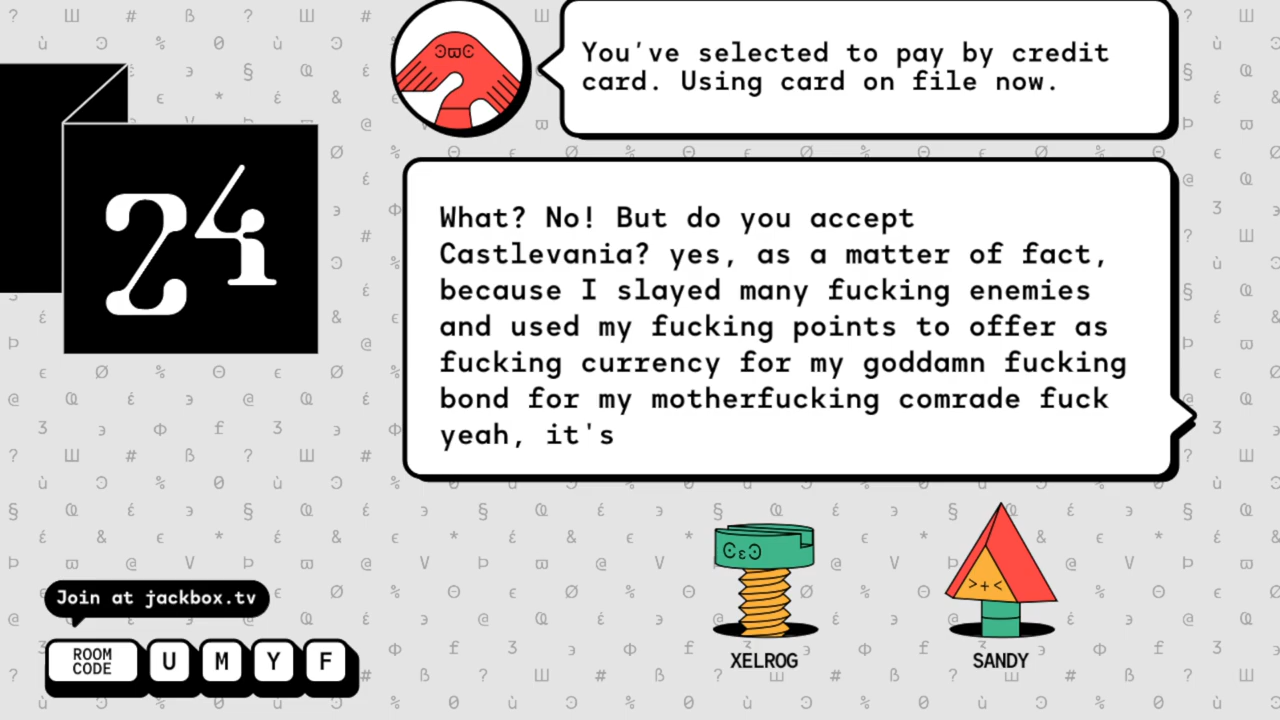 You've selected to pay by credit
card. Using card on file now.
24
What? No! But do you accept
Castlevania? yes, as a matter of fact,
because I slayed many fucking enemies
and used my fucking points to offer as
fucking currency for my goddamn fucking
bond for my motherfucking comrade fuck
yeah, it's
Join at jackbox.tv
ROOM
CODE
U M Y F
XELROG
SANDY